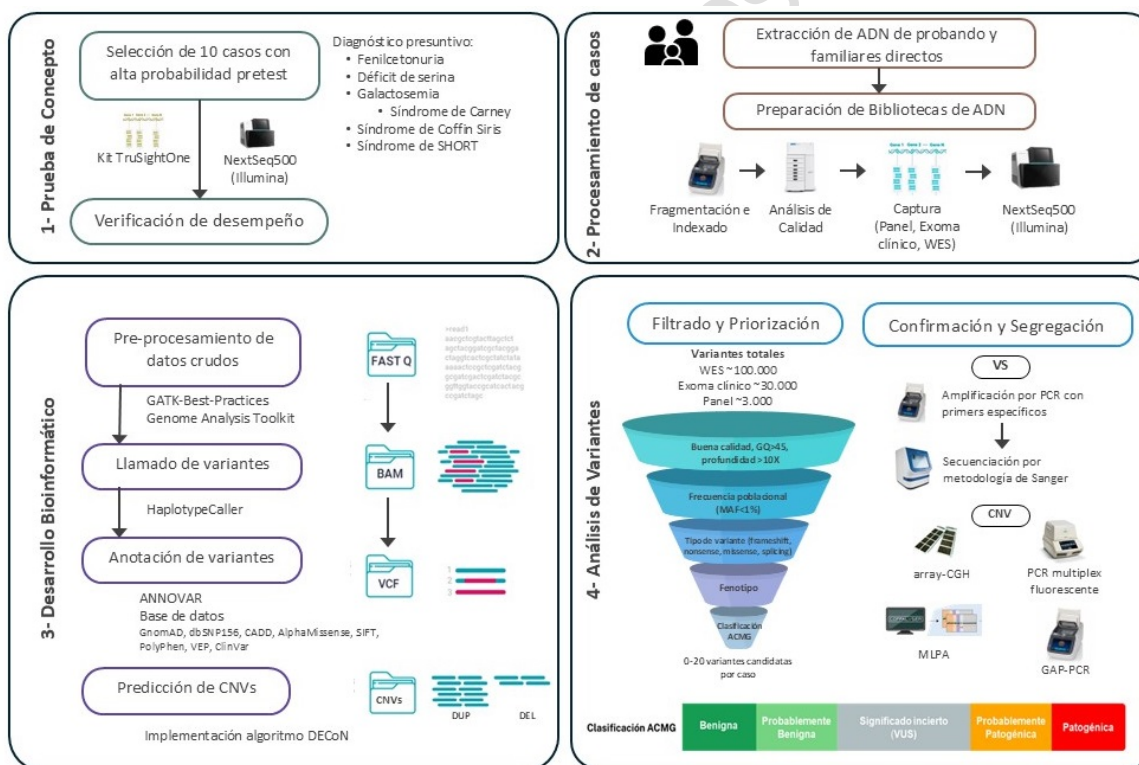 1- Prueba de Concepto
Selección de 10 casos con
alta probabilidad pretest
Kit TruSightOne
NextSeq500
(Illumina)
Verificación de desempeño
Diagnóstico presuntivo:
• Fenilcetonuria
• Déficit de serina
• Galactosemia
• Síndrome de Carney
• Síndrome de Coffin Siris
• Síndrome de SHORT
2- Procesamiento de casos
Extracción de ADN de probando y
familiares directos
Preparación de Bibliotecas de ADN
Fragmentación e
Indexado
Análisis de
Calidad
Captura
(Panel, Exoma
clínico, WES)
NextSeq500
(Illumina)
3- Desarrollo Bioinformático
Pre-procesamiento de
datos crudos
GATK-Best-Practices
Genome Analysis Toolkit
Llamado de variantes
HaplotypeCaller
Anotación de variantes
ANNOVAR
Base de datos
GnomAD, dbSNP156, CADD, AlphaMissense, SIFT,
PolyPhen, VEP, ClinVar
Predicción de CNVs
Implementación algoritmo DECoN
FAST Q
>read1
BAM
VCF
1
2
3
CNVs
DUP
DEL
4- Análisis de Variantes
Filtrado y Priorización
Variantes totales
WES ~100.000
Exoma clínico ~30.000
Panel ~3.000
Buena calidad, GQ>45,
profundidad >10X
Frecuencia poblacional
(MAF<1%)
Tipo de variante (frameshift,
nonsense, missense, splicing)
Fenotipo
Clasificación
ACMG
0-20 variantes candidatas
por caso
Confirmación y Segregación
VS
Amplificación por PCR con
primers específicos
Secuenciación por
metodología de Sanger
CNV
array-CGH
PCR multiplex
fluorescente
MLPA
GAP-PCR
Clasificación ACMG
Benigna
Probablemente
Benigna
Significado incierto
(VUS)
Probablemente
Patogénica
Patogénica